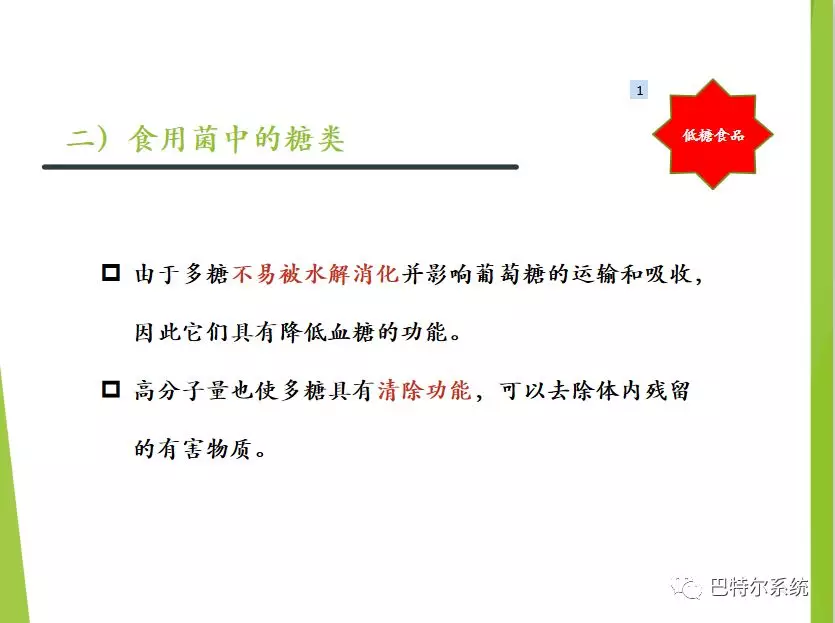 1
低糖食品
二）食用菌中的糖类
由于多糖不易被水解消化并影响葡萄糖的运输和吸收，
因此它们具有降低血糖的功能。
高分子量也使多糖具有清除功能，可以去除体内残留
的有害物质。
巴特尔系统